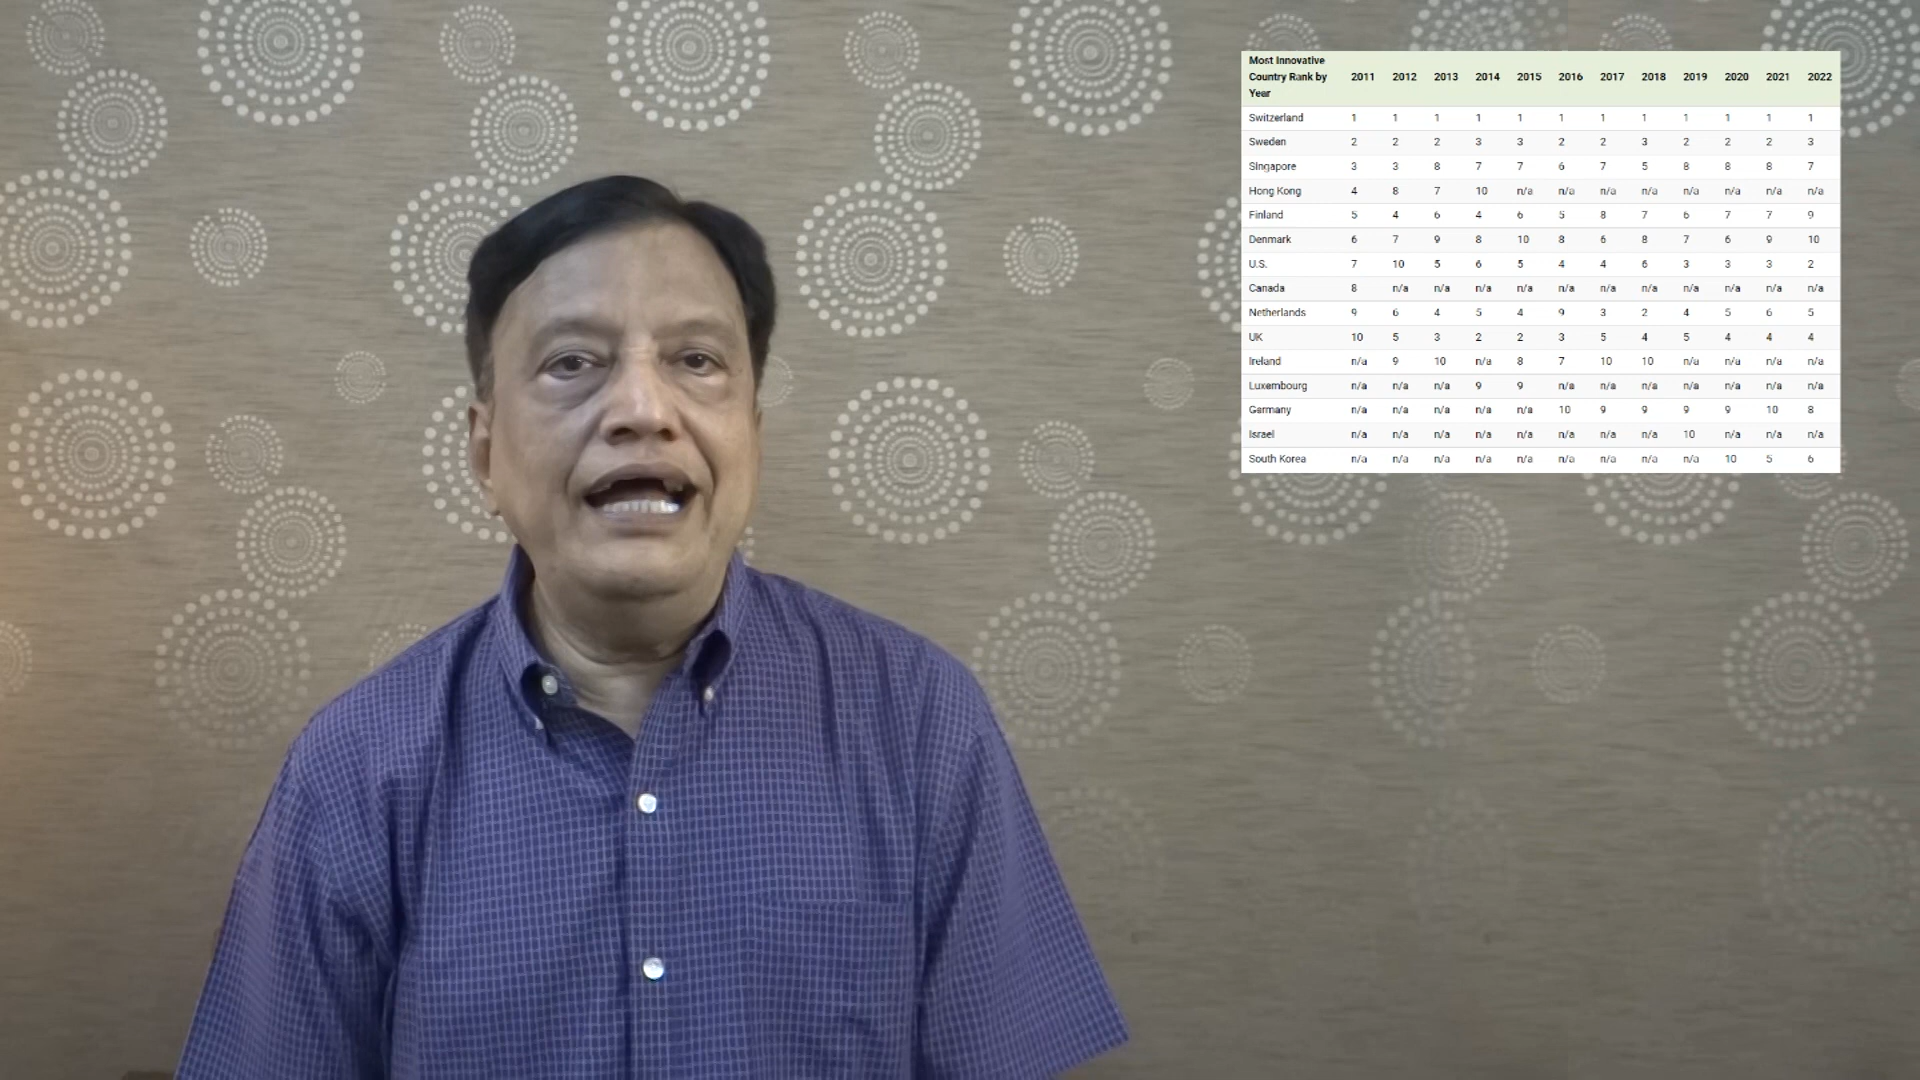 Most Innovative
Country Rank by
Year 2011 2012 2013 2014 2015 2016 2017 2018 2019 2020 2021 2022
Switzerland 1 1 1 1 1 1 1 1 1 1 1 1
Sweden 2 2 2 3 3 2 2 3 2 2 2 3
Singapore 3 3 8 7 7 6 7 5 8 8 8 7
Hong Kong 4 8 7 10 n/a n/a n/a n/a n/a n/a n/a n/a
Finland 5 4 6 4 6 5 8 7 6 7 7 9
Denmark 6 7 9 8 10 8 6 8 7 6 9 10
U.S. 7 10 5 6 5 4 4 6 3 3 3 2
Canada 8 n/a n/a n/a n/a n/a n/a n/a n/a n/a n/a n/a
Netherlands 9 6 4 5 4 9 3 2 4 5 6 5
UK 10 5 3 2 2 3 5 4 5 4 4 4
Ireland n/a 9 10 n/a 8 7 10 10 n/a n/a n/a n/a
Luxembourg n/a n/a n/a 9 9 n/a n/a n/a n/a n/a n/a n/a
Germany n/a n/a n/a n/a n/a 10 9 9 9 9 10 8
Israel n/a n/a n/a n/a n/a n/a n/a n/a 10 n/a n/a n/a
South Korea n/a n/a n/a n/a n/a n/a n/a n/a n/a 10 5 6